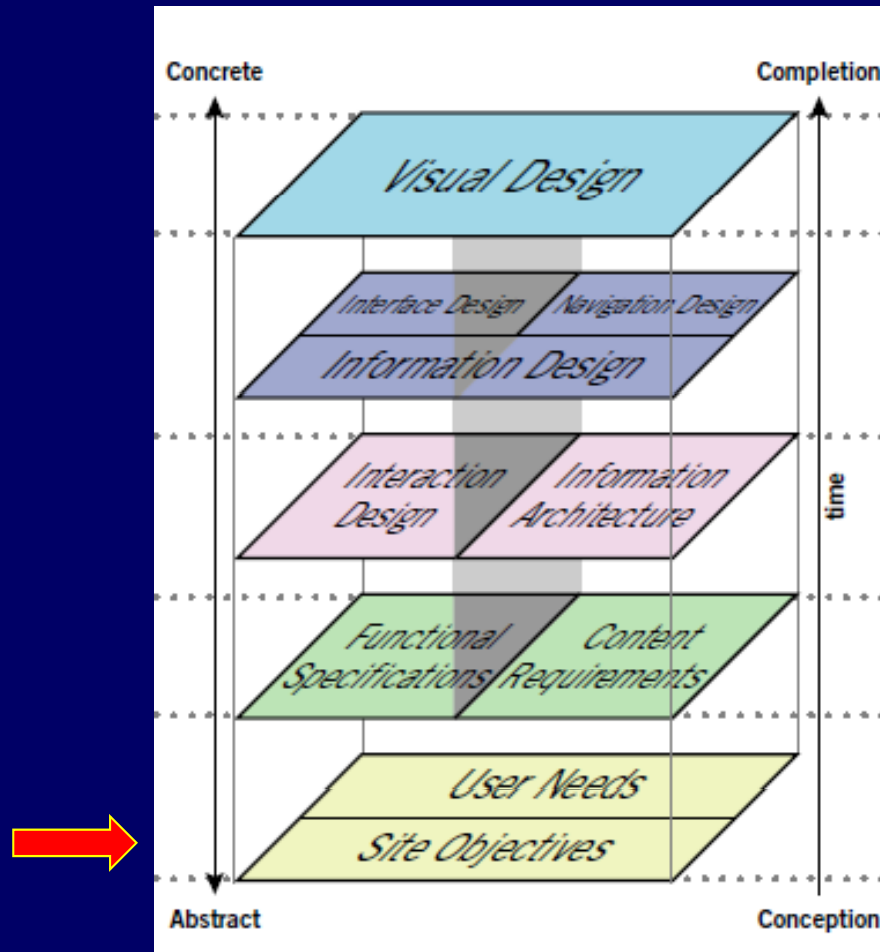 Concrete
Completion
Visual Design
Interface Design
Navigation Design
Information Design
Interaction
Design
Information
Architecture
time
Functional
Specifications
Content
Requirements
User Needs
Site Objectives
Abstract
Conception